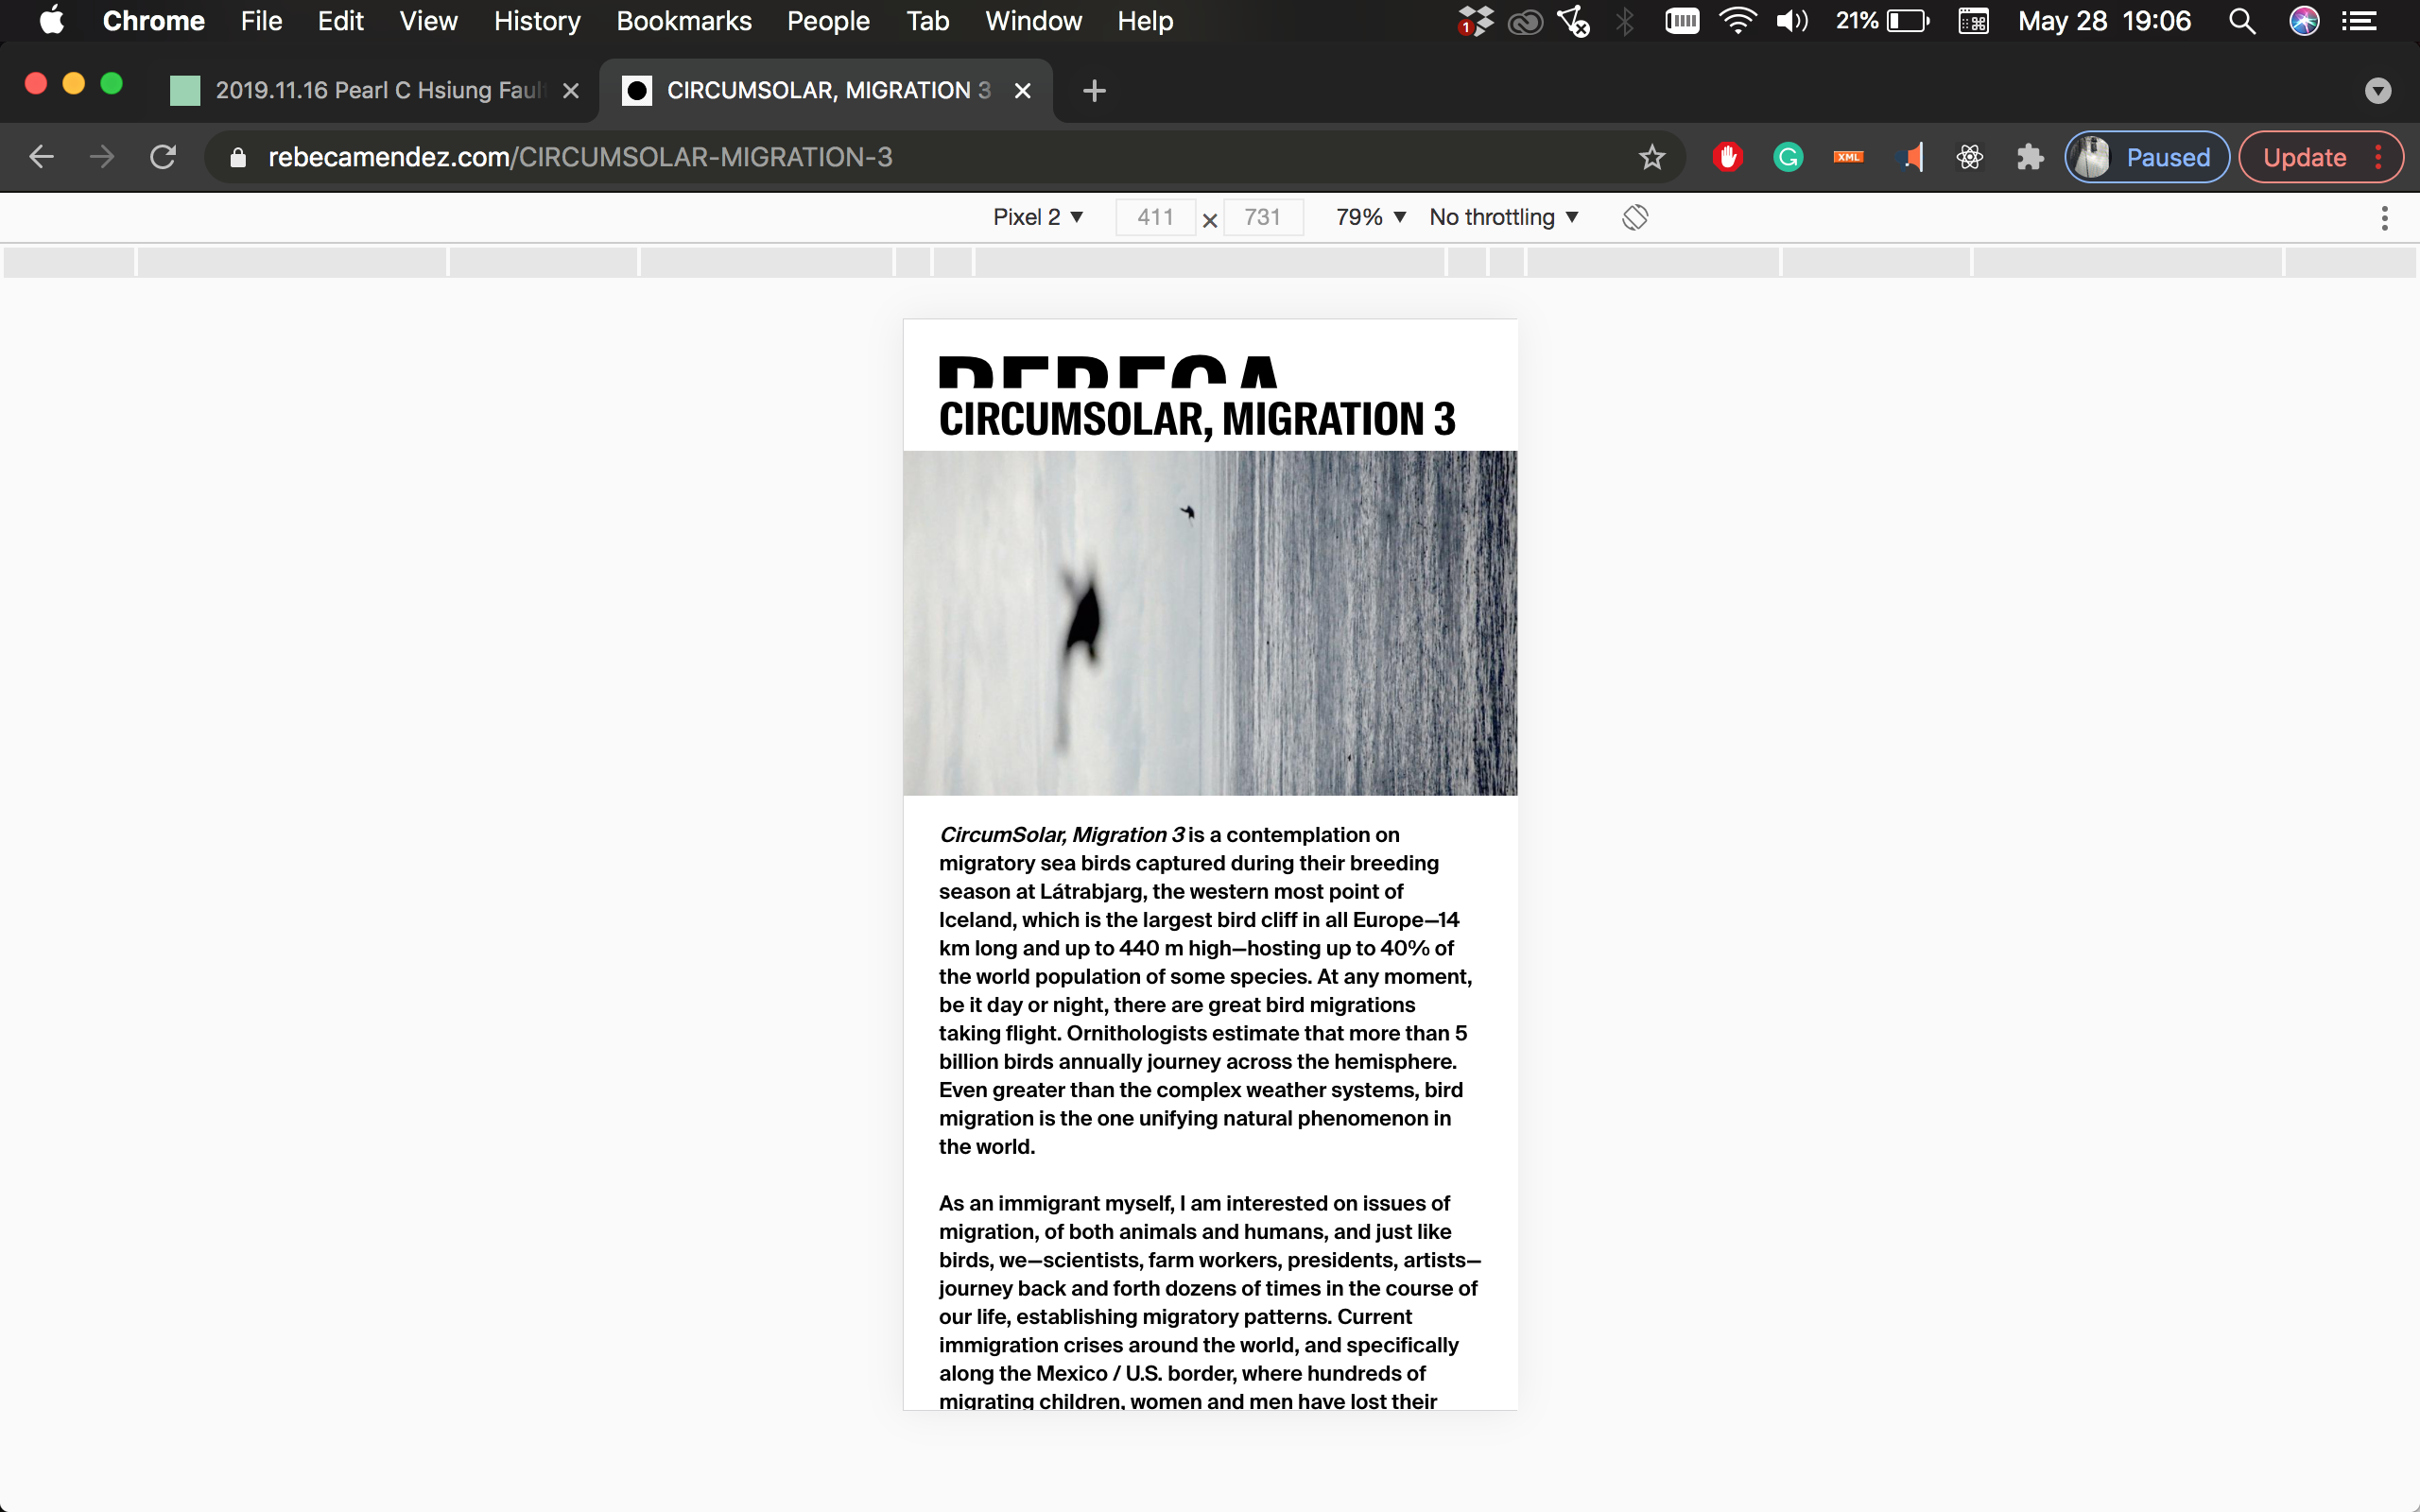 Chrome File Edit View History Bookmarks People Tab Window Help 1 21% May 28 19:06
2019.11.16 Pearl C Hsiung Faul CIRCUMSOLAR, MIGRATION 3
rebecamendez.com/CIRCUMSOLAR-MIGRATION-3 G XML Paused Update
Pixel 2 411 × 731 79% No throttling
REBECA
CIRCUMSOLAR, MIGRATION 3
CircumSolar, Migration 3 is a contemplation on
migratory sea birds captured during their breeding
season at Látrabjarg, the western most point of
Iceland, which is the largest bird cliff in all Europe—14
km long and up to 440 m high—hosting up to 40% of
the world population of some species. At any moment,
be it day or night, there are great bird migrations
taking flight. Ornithologists estimate that more than 5
billion birds annually journey across the hemisphere.
Even greater than the complex weather systems, bird
migration is the one unifying natural phenomenon in
the world.
As an immigrant myself, I am interested on issues of
migration, of both animals and humans, and just like
birds, we—scientists, farm workers, presidents, artists—
journey back and forth dozens of times in the course of
our life, establishing migratory patterns. Current
immigration crises around the world, and specifically
along the Mexico / U.S. border, where hundreds of
migrating children, women and men have lost their